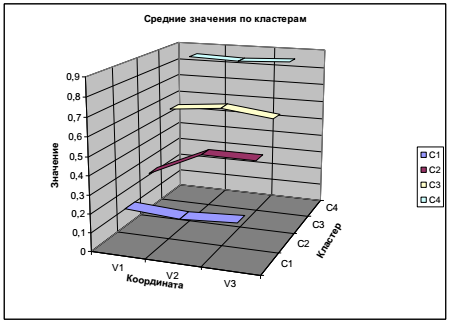 Средние значения по кластерам
0,9
0,8
0,7
0,6
0,5
0,4
0,3
0,2
0,1
0
Значение
V1
V2
V3
Координата
C1
C2
C3
C4
Кластер
C1
C2
C3
C4